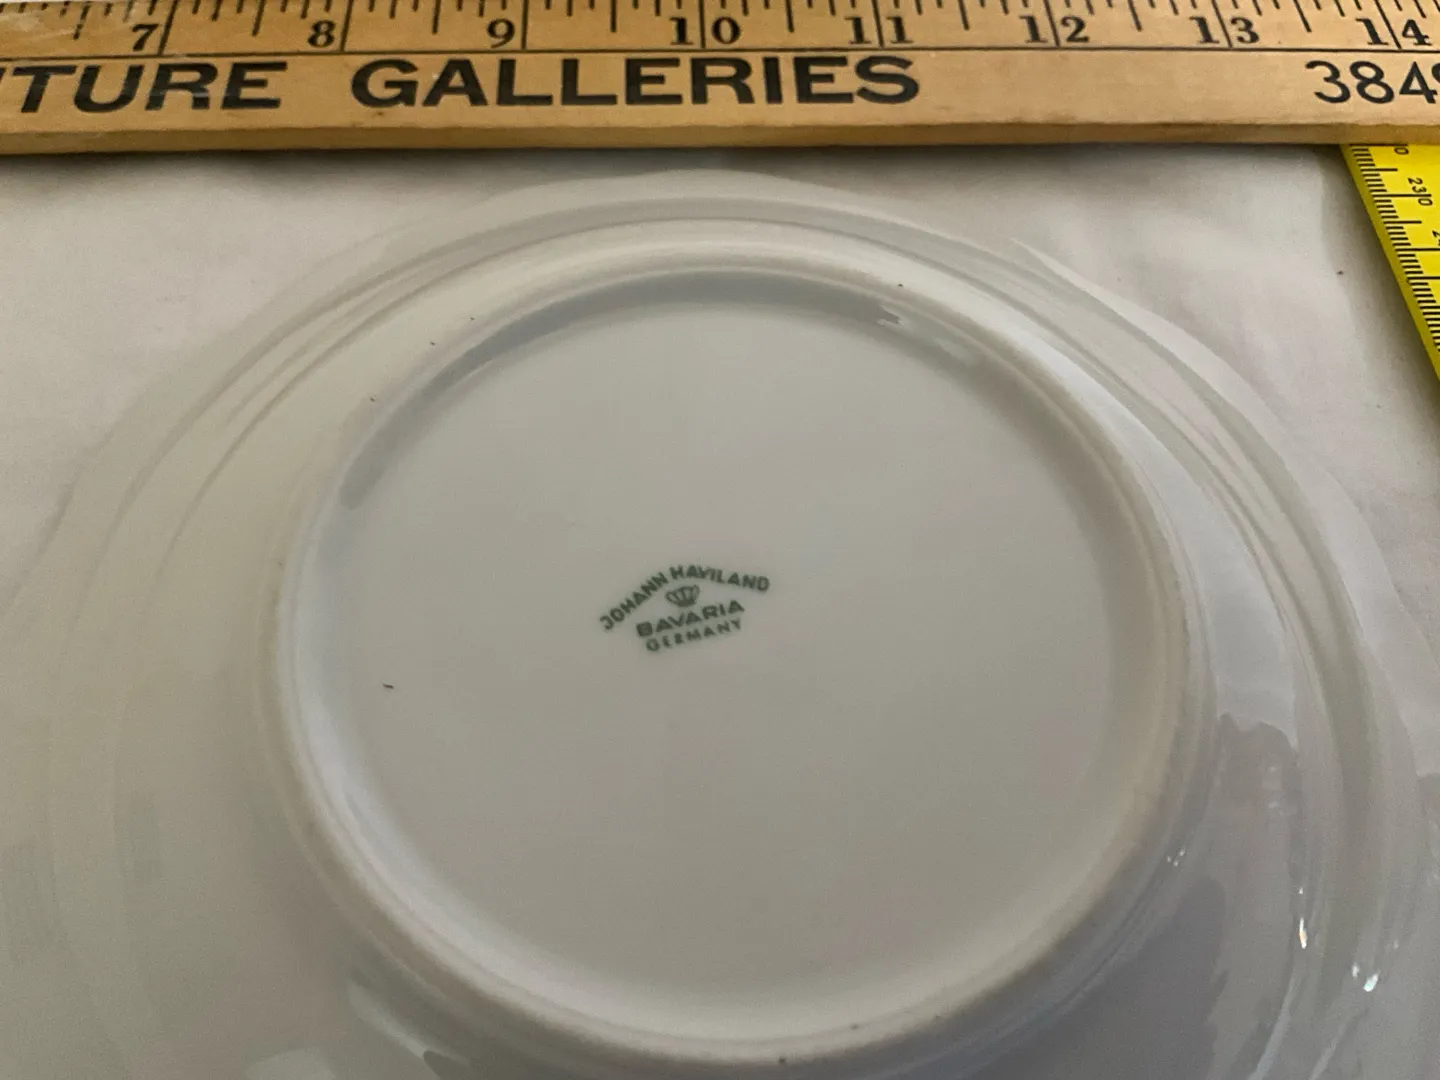 7 8 9 10 11 12 13 14
TURE GALLERIES 384
230
JOHANN HAVILAND
BAVARIA
GERMANY